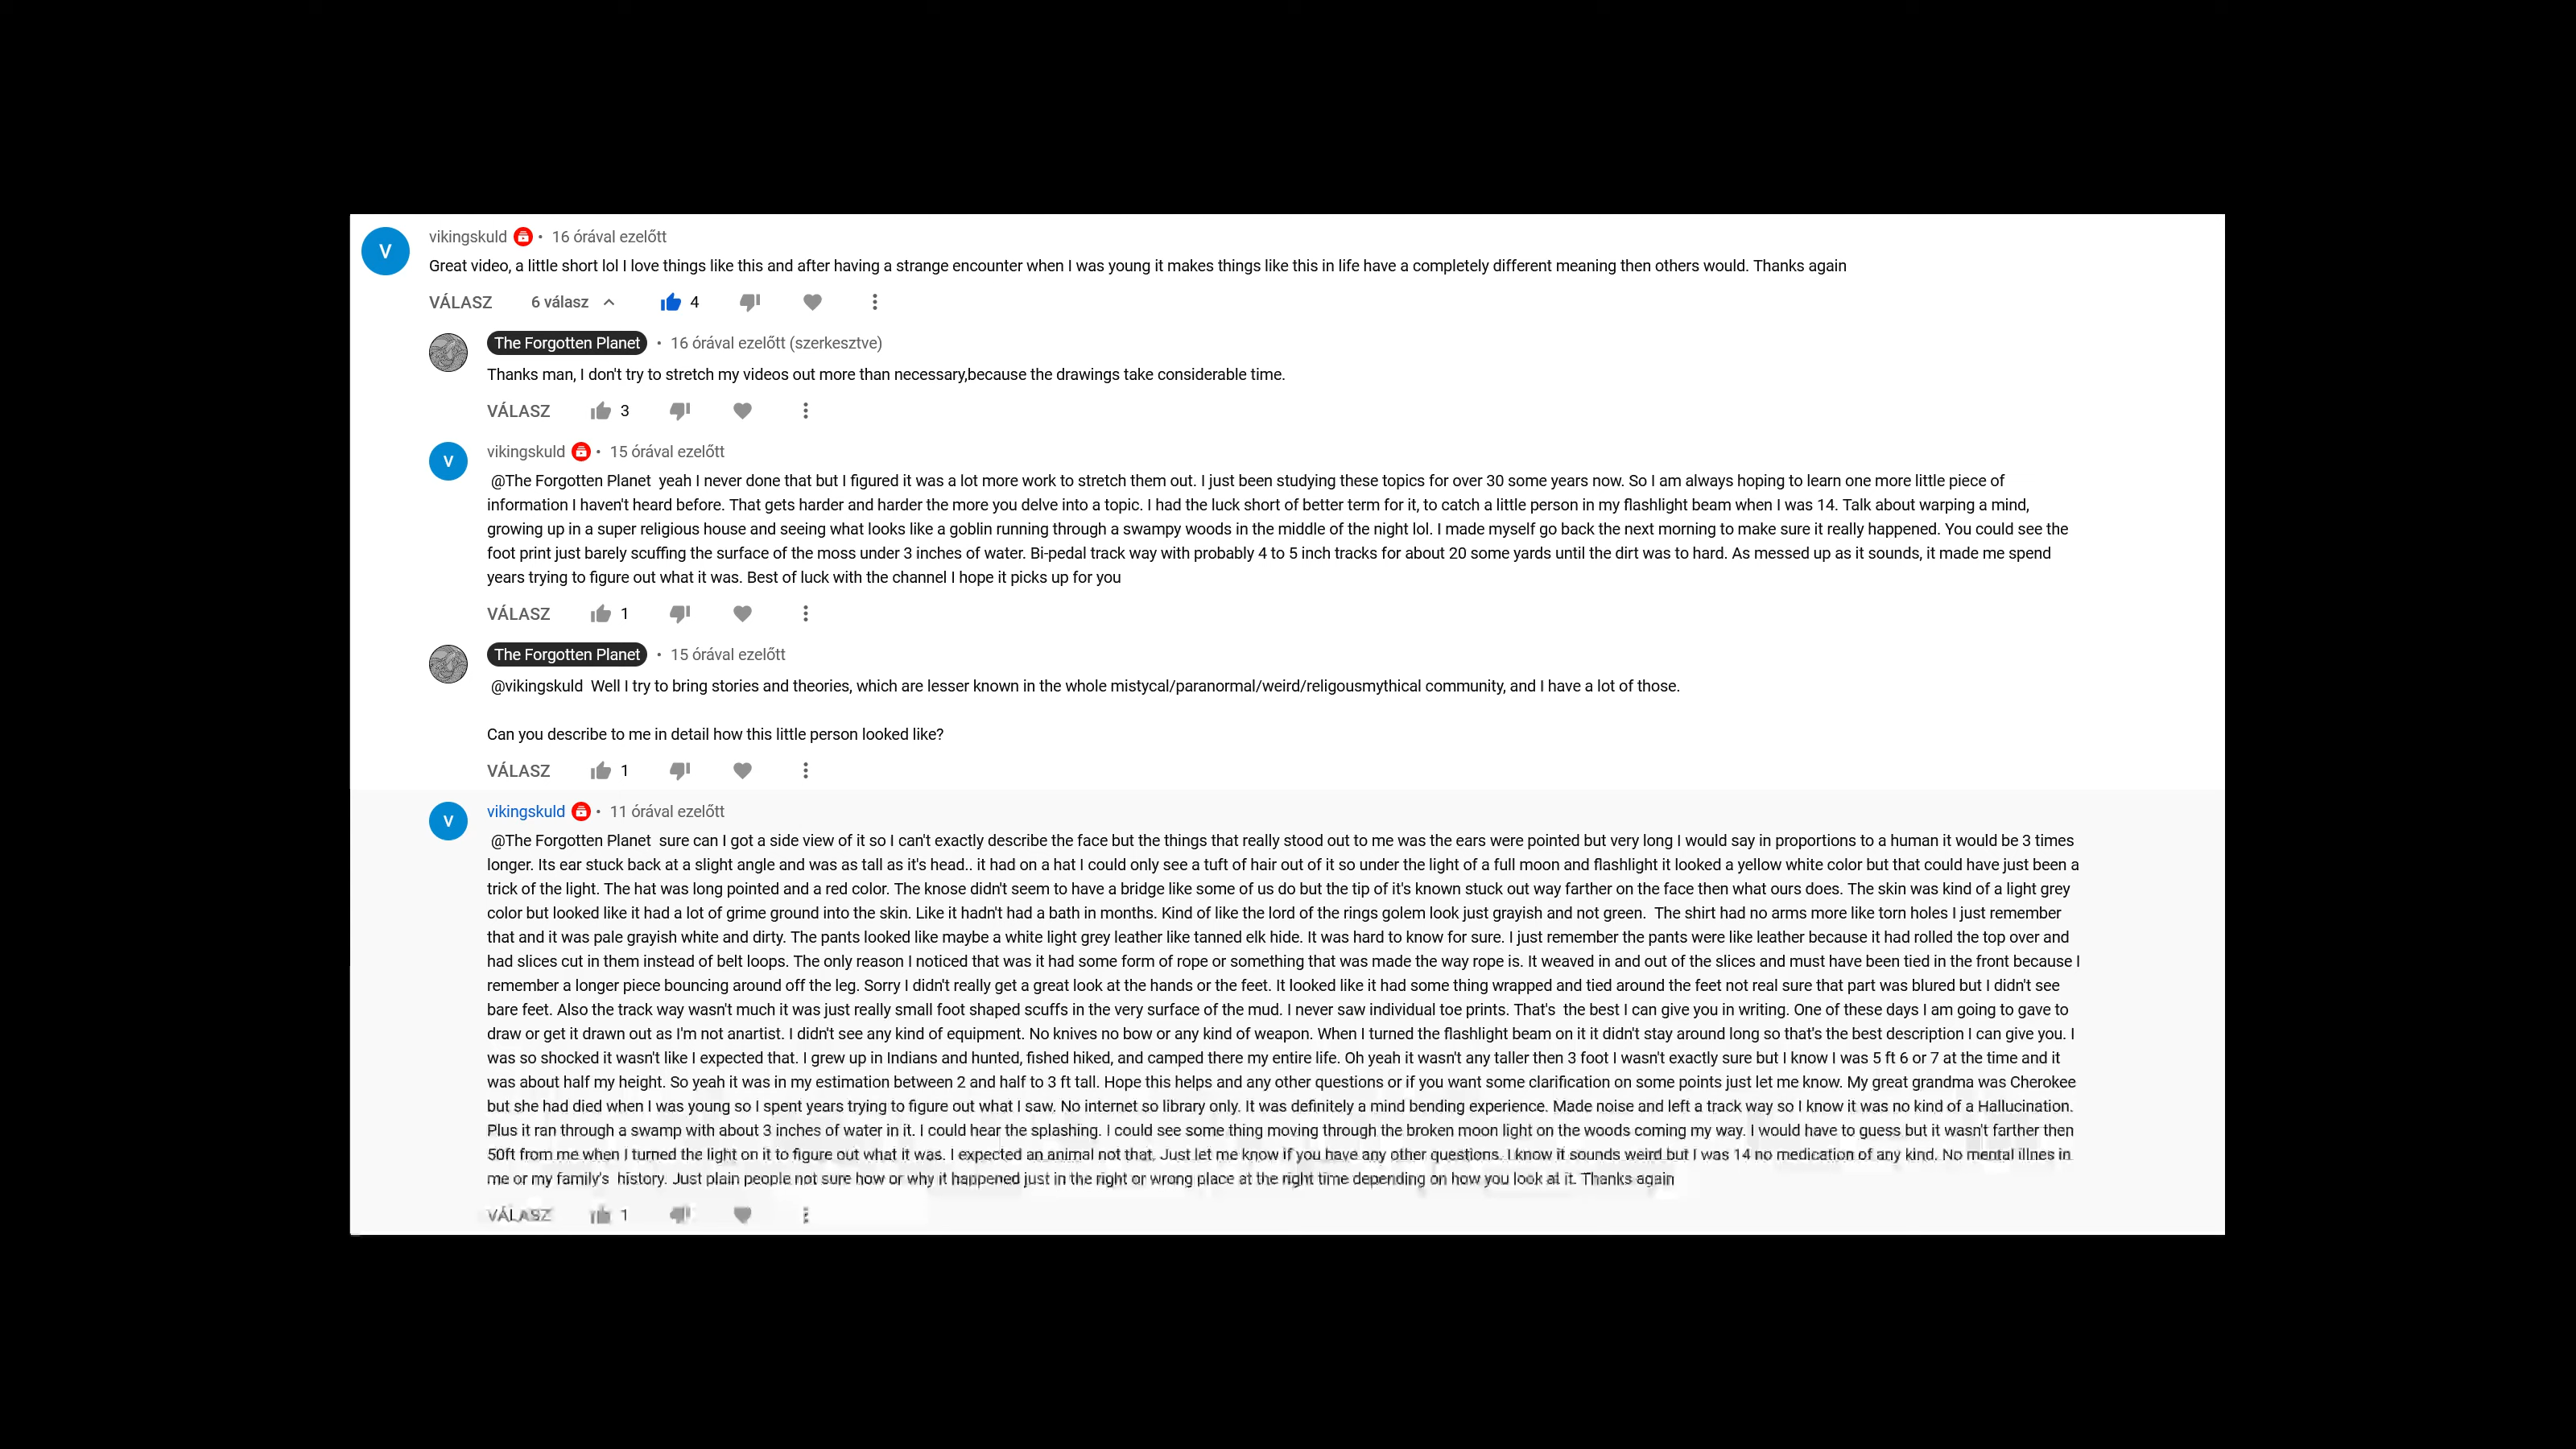 V
vikingskuld • 16 órával ezelőtt
Great video, a little short lol I love things like this and after having a strange encounter when I was young it makes things like this in life have a completely different meaning then others would. Thanks again
VÁLASZ 6 válasz 4
The Forgotten Planet • 16 órával ezelőtt (szerkesztve)
Thanks man, I don't try to stretch my videos out more than necessary,because the drawings take considerable time.
VÁLASZ 3
V
vikingskuld • 15 órával ezelőtt
@The Forgotten Planet yeah I never done that but I figured it was a lot more work to stretch them out. I just been studying these topics for over 30 some years now. So I am always hoping to learn one more little piece of
information I haven't heard before. That gets harder and harder the more you delve into a topic. I had the luck short of better term for it, to catch a little person in my flashlight beam when I was 14. Talk about warping a mind,
growing up in a super religious house and seeing what looks like a goblin running through a swampy woods in the middle of the night lol. I made myself go back the next morning to make sure it really happened. You could see the
foot print just barely scuffing the surface of the moss under 3 inches of water. Bi-pedal track way with probably 4 to 5 inch tracks for about 20 some yards until the dirt was to hard. As messed up as it sounds, it made me spend
years trying to figure out what it was. Best of luck with the channel I hope it picks up for you
VÁLASZ 1
The Forgotten Planet • 15 órával ezelőtt
@vikingskuld Well I try to bring stories and theories, which are lesser known in the whole mistycal/paranormal/weird/religousmythical community, and I have a lot of those.
Can you describe to me in detail how this little person looked like?
VÁLASZ 1
V
vikingskuld • 11 órával ezelőtt
@The Forgotten Planet sure can I got a side view of it so I can't exactly describe the face but the things that really stood out to me was the ears were pointed but very long I would say in proportions to a human it would be 3 times
longer. Its ear stuck back at a slight angle and was as tall as it's head.. it had on a hat I could only see a tuft of hair out of it so under the light of a full moon and flashlight it looked a yellow white color but that could have just been a
trick of the light. The hat was long pointed and a red color. The knose didn't seem to have a bridge like some of us do but the tip of it's known stuck out way farther on the face then what ours does. The skin was kind of a light grey
color but looked like it had a lot of grime ground into the skin. Like it hadn't had a bath in months. Kind of like the lord of the rings golem look just grayish and not green. The shirt had no arms more like torn holes I just remember
that and it was pale grayish white and dirty. The pants looked like maybe a white light grey leather like tanned elk hide. It was hard to know for sure. I just remember the pants were like leather because it had rolled the top over and
had slices cut in them instead of belt loops. The only reason I noticed that was it had some form of rope or something that was made the way rope is. It weaved in and out of the slices and must have been tied in the front because I
remember a longer piece bouncing around off the leg. Sorry I didn't really get a great look at the hands or the feet. It looked like it had some thing wrapped and tied around the feet not real sure that part was blured but I didn't see
bare feet. Also the track way wasn't much it was just really small foot shaped scuffs in the very surface of the mud. I never saw individual toe prints. That's the best I can give you in writing. One of these days I am going to gave to
draw or get it drawn out as I'm not anartist. I didn't see any kind of equipment. No knives no bow or any kind of weapon. When I turned the flashlight beam on it it didn't stay around long so that's the best description I can give you. I
was so shocked it wasn't like I expected that. I grew up in Indians and hunted, fished hiked, and camped there my entire life. Oh yeah it wasn't any taller then 3 foot I wasn't exactly sure but I know I was 5 ft 6 or 7 at the time and it
was about half my height. So yeah it was in my estimation between 2 and half to 3 ft tall. Hope this helps and any other questions or if you want some clarification on some points just let me know. My great grandma was Cherokee
but she had died when I was young so I spent years trying to figure out what I saw. No internet so library only. It was definitely a mind bending experience. Made noise and left a track way so I know it was no kind of a Hallucination.
Plus it ran through a swamp with about 3 inches of water in it. I could hear the splashing. I could see some thing moving through the broken moon light on the woods coming my way. I would have to guess but it wasn't farther then
50ft from me when I turned the light on it to figure out what it was. I expected an animal not that. Just let me know if you have any other questions. I know it sounds weird but I was 14 no medication of any kind. No mental illnes in
me or my family's history. Just plain people not sure how or why it happened just in the right or wrong place at the right time depending on how you look at it. Thanks again
VÁLASZ 1